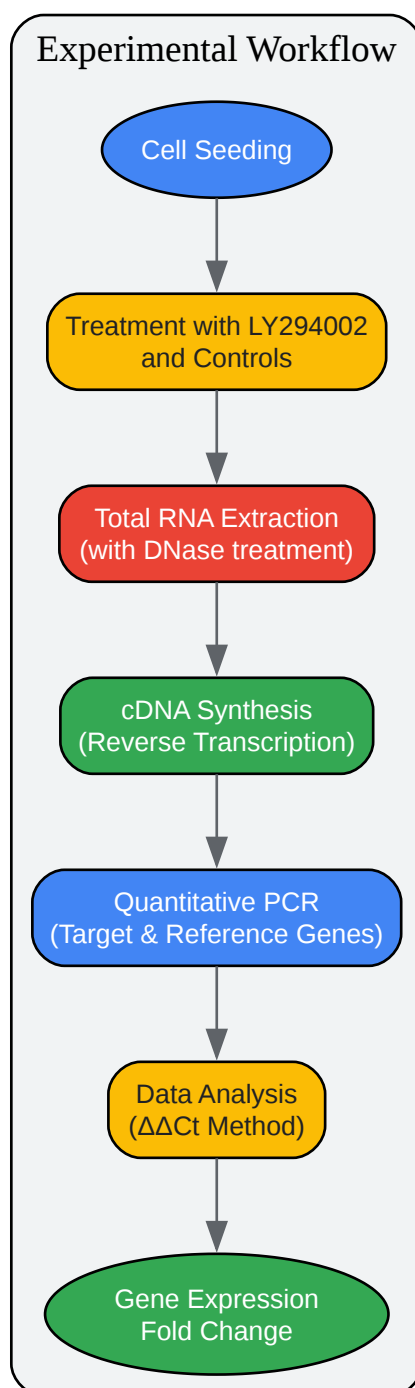 Experimental Workflow
Cell Seeding
Treatment with LY294002
and Controls
Total RNA Extraction
(with DNase treatment)
cDNA Synthesis
(Reverse Transcription)
Quantitative PCR
(Target & Reference Genes)
Data Analysis
(ΔΔCt Method)
Gene Expression
Fold Change